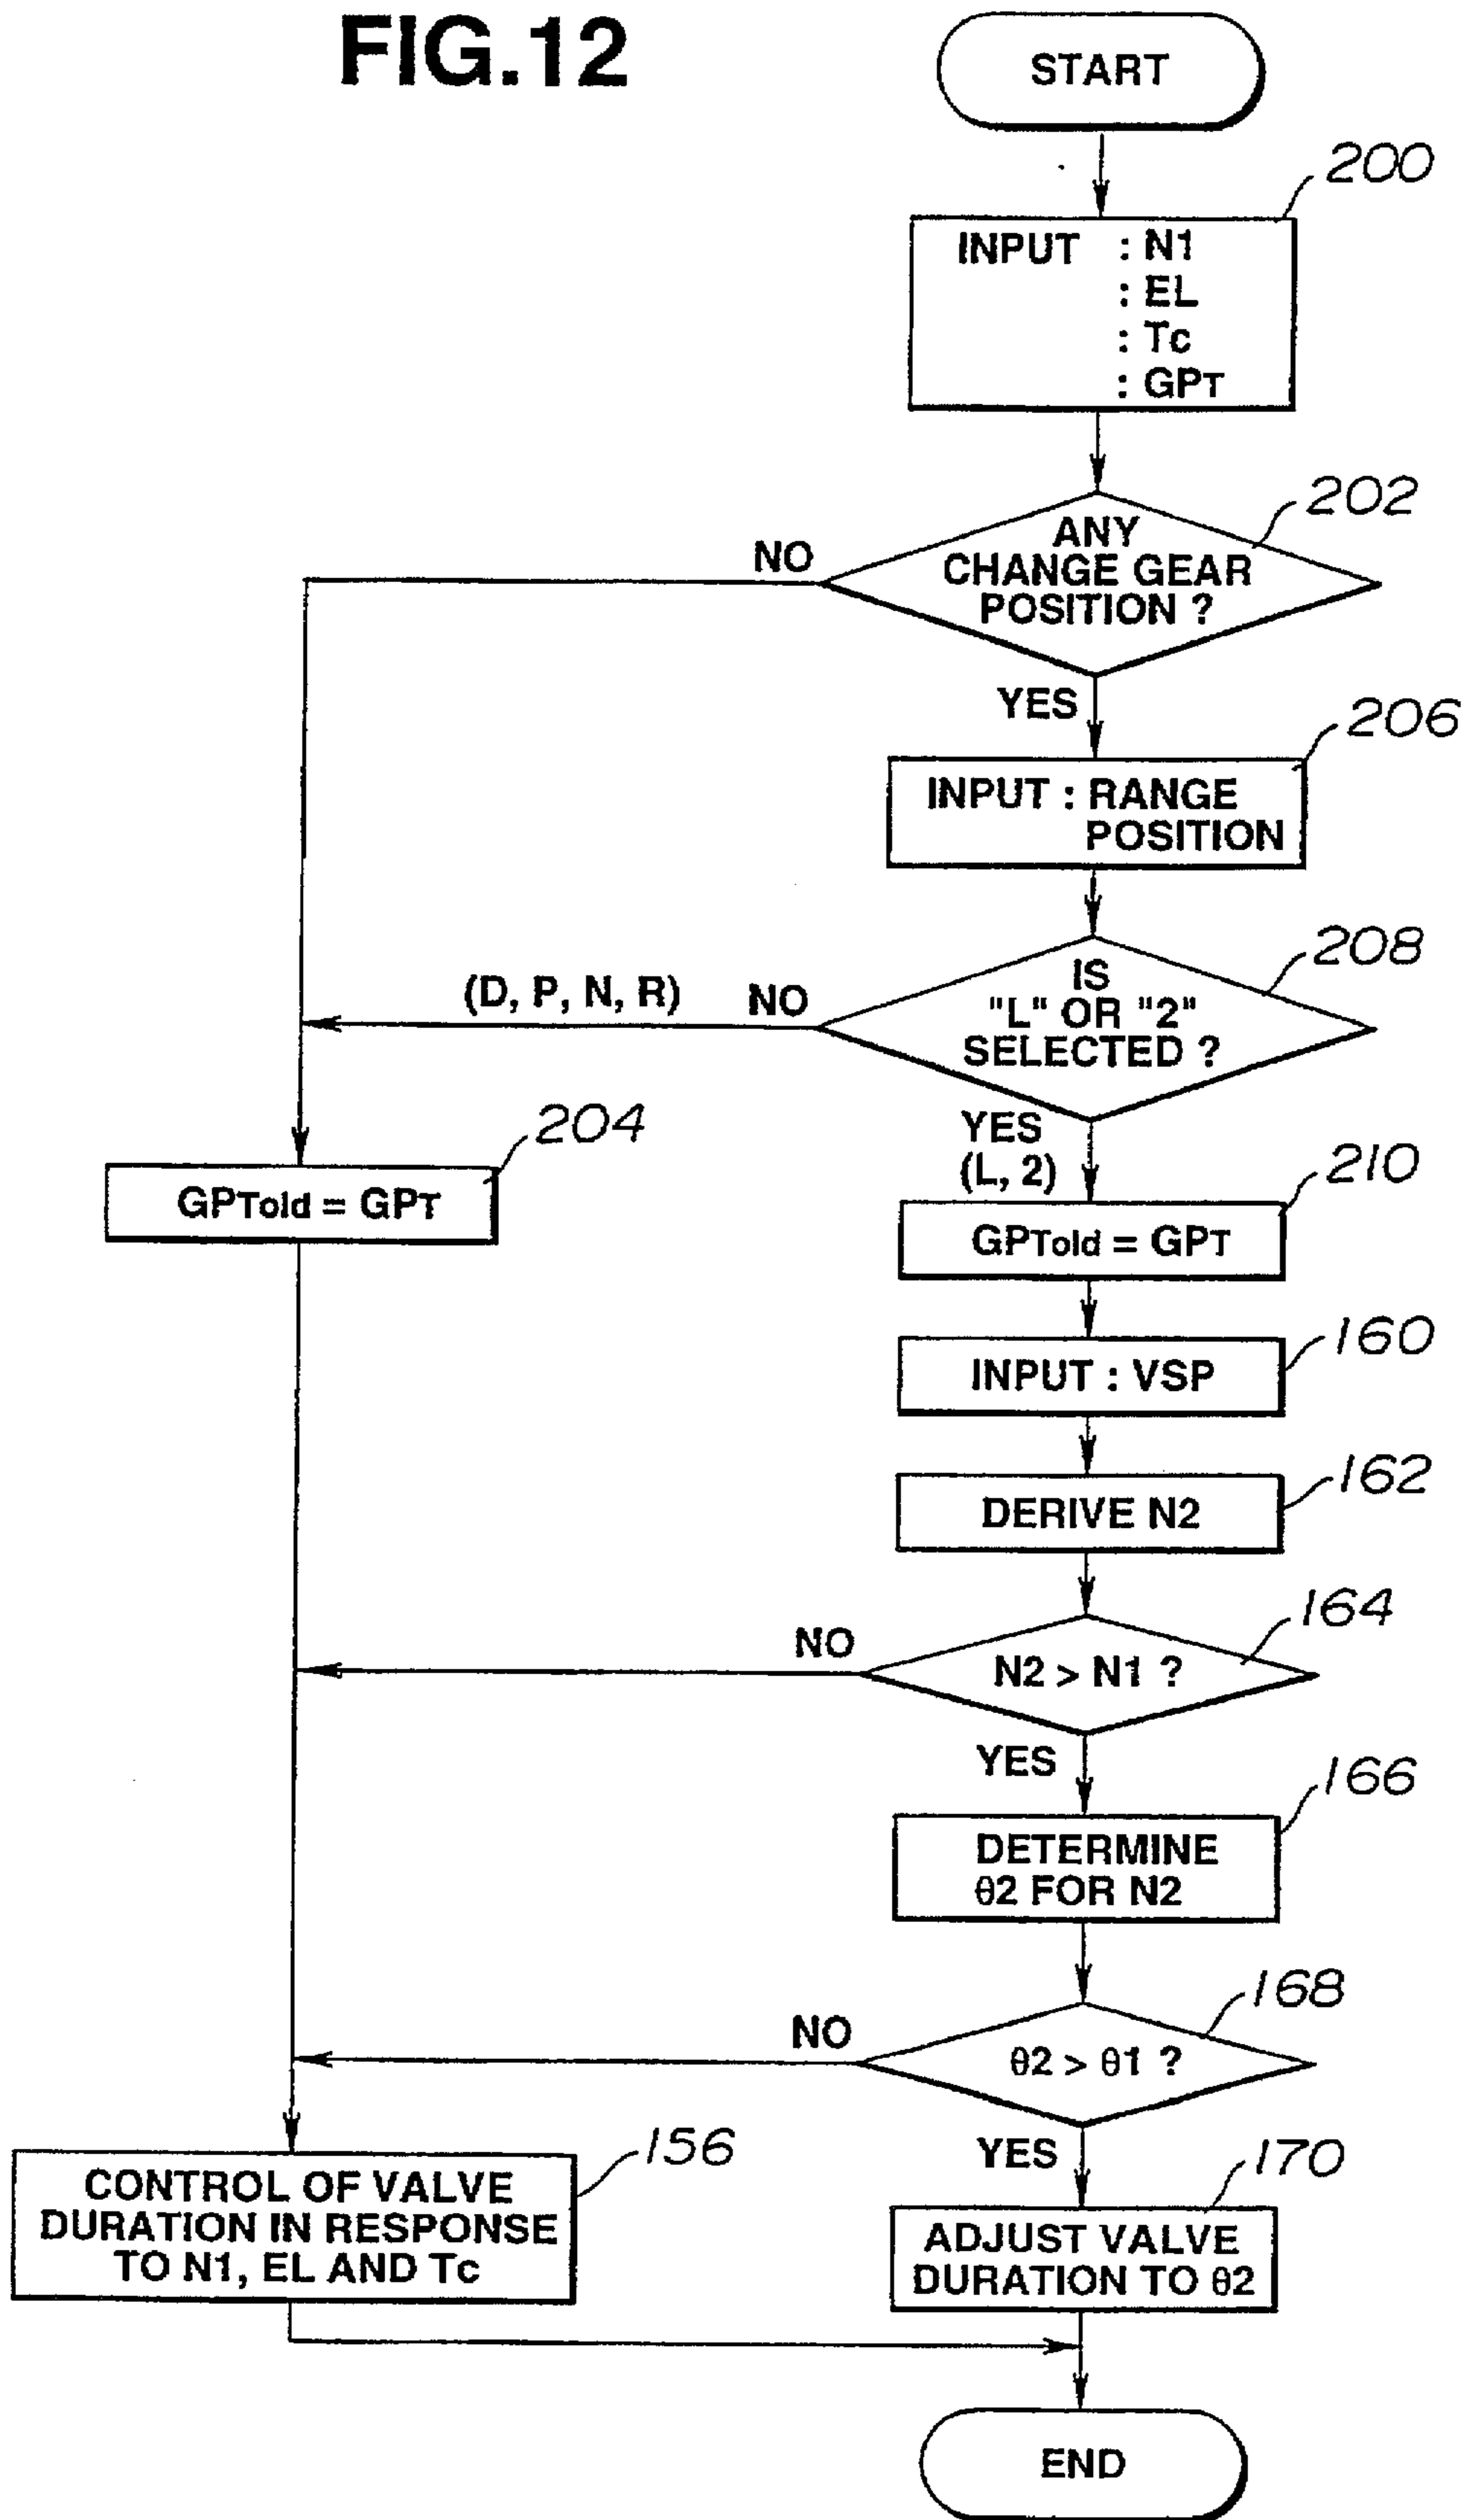 FIG.12
START
200
INPUT : N1
: EL
: Tc
: GPT
202
ANY
CHANGE GEAR
POSITION ?
NO
YES
206
INPUT : RANGE
POSITION
208
IS
"L" OR "2"
SELECTED ?
(D, P, N, R) NO
YES
(L, 2)
204
GPTold = GPT
210
GPTold = GPT
160
INPUT : VSP
162
DERIVE N2
164
N2 > N1 ?
NO
YES
166
DETERMINE
θ2 FOR N2
168
θ2 > θ1 ?
NO
YES
156
CONTROL OF VALVE
DURATION IN RESPONSE
TO N1, EL AND Tc
170
ADJUST VALVE
DURATION TO θ2
END